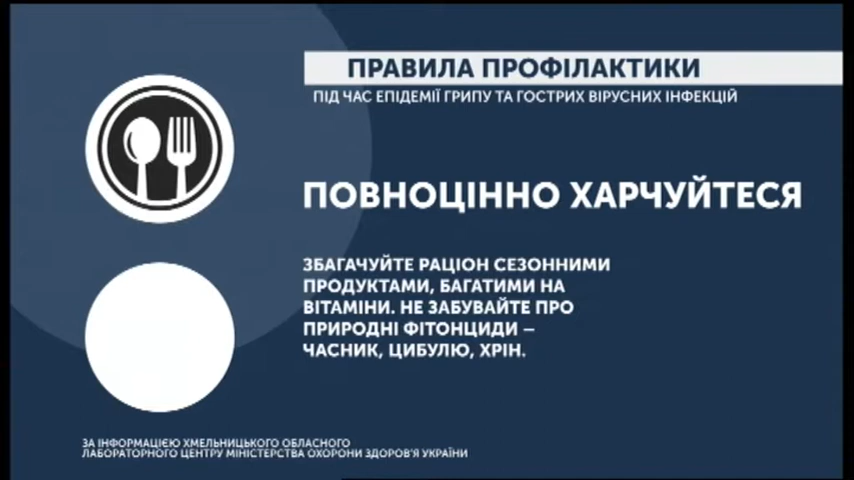 ПРАВИЛА ПРОФІЛАКТИКИ
ПІД ЧАС ЕПІДЕМІЇ ГРИПУ ТА ГОСТРИХ ВІРУСНИХ ІНФЕКЦІЙ
ПОВНОЦІННО ХАРЧУЙТЕСЯ
ЗБАГАЧУЙТЕ РАЦІОН СЕЗОННИМИ
ПРОДУКТАМИ, БАГАТИМИ НА
ВІТАМІНИ. НЕ ЗАБУВАЙТЕ ПРО
ПРИРОДНІ ФІТОНЦИДИ –
ЧАСНИК, ЦИБУЛЮ, ХРІН.
ЗА ІНФОРМАЦІЄЮ ХМЕЛЬНИЦЬКОГО ОБЛАСНОГО
ЛАБОРАТОРНОГО ЦЕНТРУ МІНІСТЕРСТВА ОХОРОНИ ЗДОРОВ'Я УКРАЇНИ